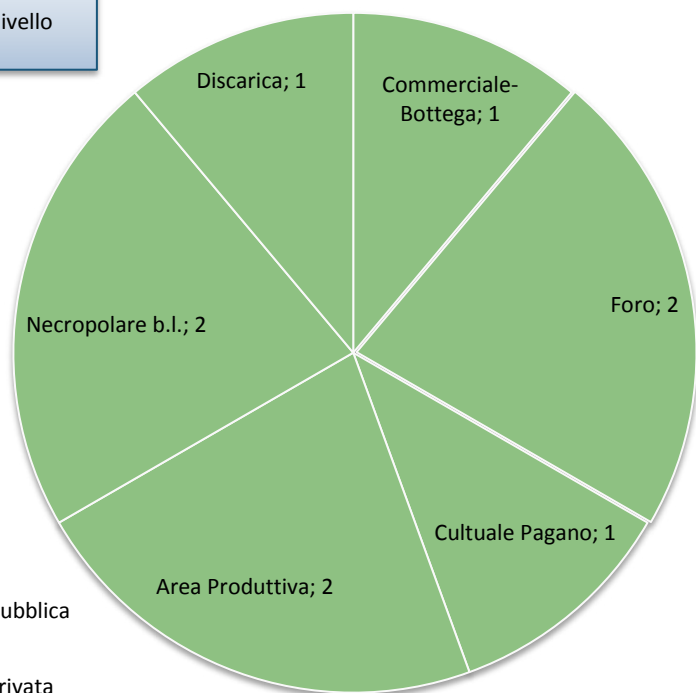 ivello
Discarica; 1
Commerciale-
Bottega; 1
Foro; 2
Necropolare b.l.; 2
Cultuale Pagano; 1
Area Produttiva; 2
ubblica
rivata